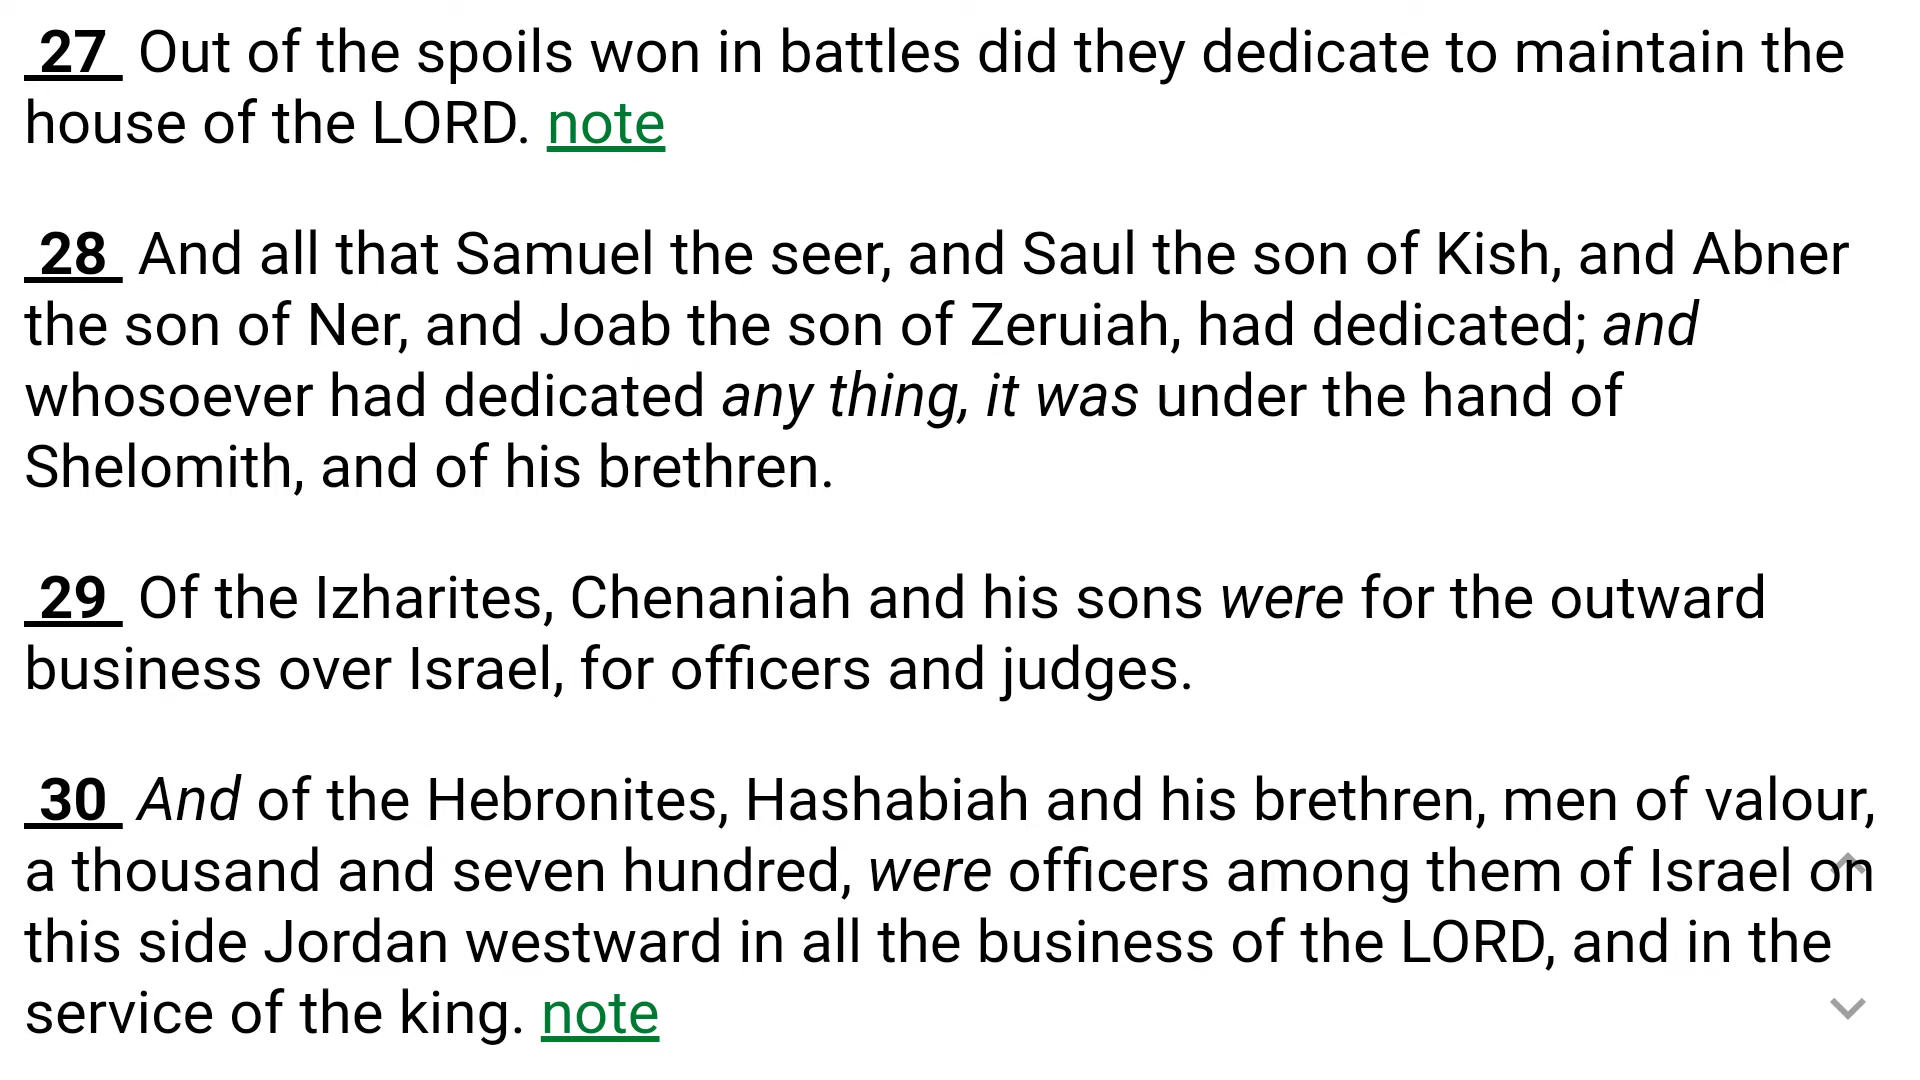 27 Out of the spoils won in battles did they dedicate to maintain the
house of the LORD. note
28 And all that Samuel the seer, and Saul the son of Kish, and Abner
the son of Ner, and Joab the son of Zeruiah, had dedicated; and
whosoever had dedicated any thing, it was under the hand of
Shelomith, and of his brethren.
29 Of the Izharites, Chenaniah and his sons were for the outward
business over Israel, for officers and judges.
30 And of the Hebronites, Hashabiah and his brethren, men of valour,
a thousand and seven hundred, were officers among them of Israel on
this side Jordan westward in all the business of the LORD, and in the
service of the king. note